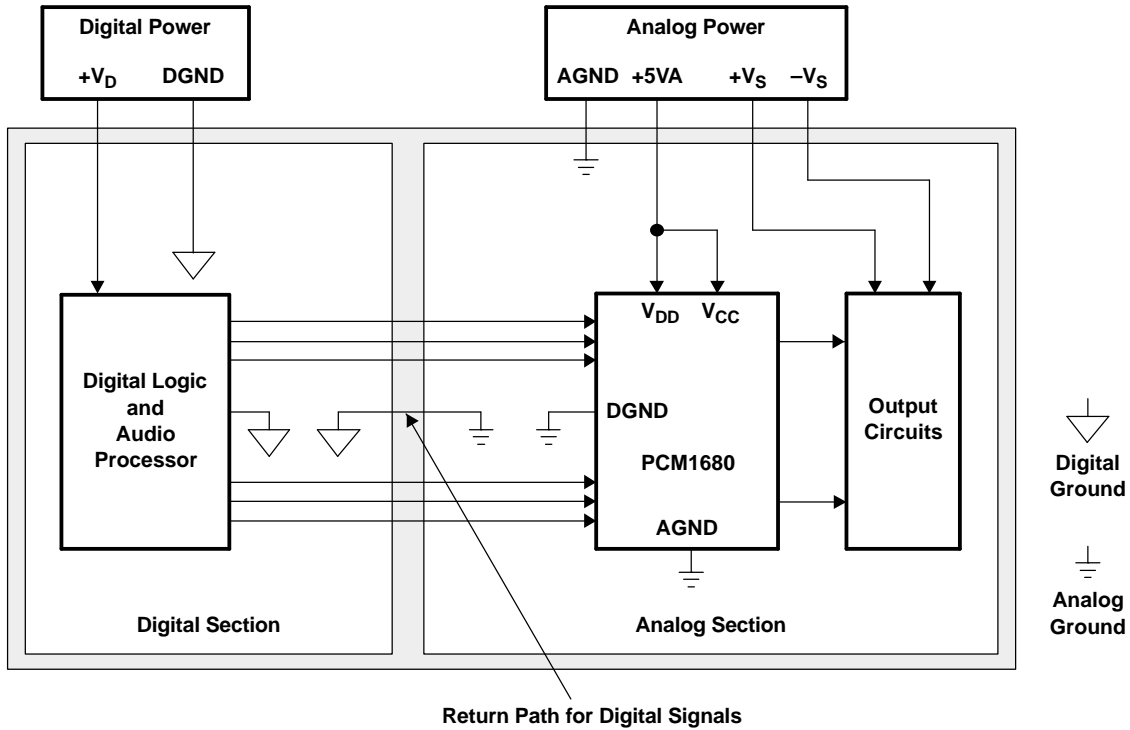 Digital Power
+VD DGND
Analog Power
AGND +5VA +VS –VS
VDD VCC
Digital Logic
and
Audio
Processor
DGND
PCM1680
AGND
Output
Circuits
Digital
Ground
Analog
Ground
Digital Section
Analog Section
Return Path for Digital Signals